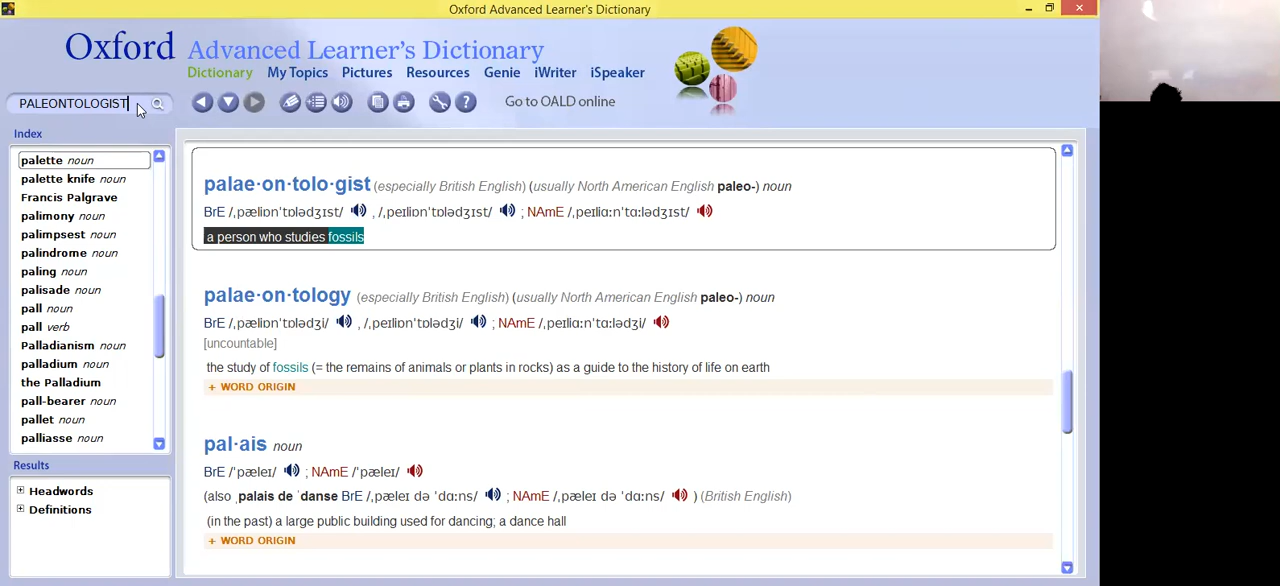 Oxford Advanced Learner's Dictionary
Oxford Advanced Learner's Dictionary
Dictionary My Topics Pictures Resources Genie iWriter iSpeaker
PALEONTOLOGIST
Go to OALD online
Index
palette noun
palette knife noun
Francis Palgrave
palimony noun
palimpsest noun
palindrome noun
paling noun
palisade noun
pall noun
pall verb
Palladianism noun
palladium noun
the Palladium
pall-bearer noun
pallet noun
palliasse noun
Results
Headwords
Definitions
palae·on·tolo·gist (especially British English) (usually North American English paleo-) noun
BrE /ˌpæliɒnˈtɒlədʒɪst/ , /ˌpeɪliɒnˈtɒlədʒɪst/ ; NAmE /ˌpeɪliɑːnˈtɑːlədʒɪst/
a person who studies fossils
palae·on·tology (especially British English) (usually North American English paleo-) noun
BrE /ˌpæliɒnˈtɒlədʒi/ , /ˌpeɪliɒnˈtɒlədʒi/ ; NAmE /ˌpeɪliɑːnˈtɑːlədʒi/
[uncountable]
the study of fossils (= the remains of animals or plants in rocks) as a guide to the history of life on earth
+ WORD ORIGIN
pal·ais noun
BrE /ˈpæleɪ/ ; NAmE /ˈpæleɪ/
(also ˌpalais de ˈdanse BrE /ˌpæleɪ də ˈdɑːns/ ; NAmE /ˌpæleɪ də ˈdɑːns/ ) (British English)
(in the past) a large public building used for dancing; a dance hall
+ WORD ORIGIN